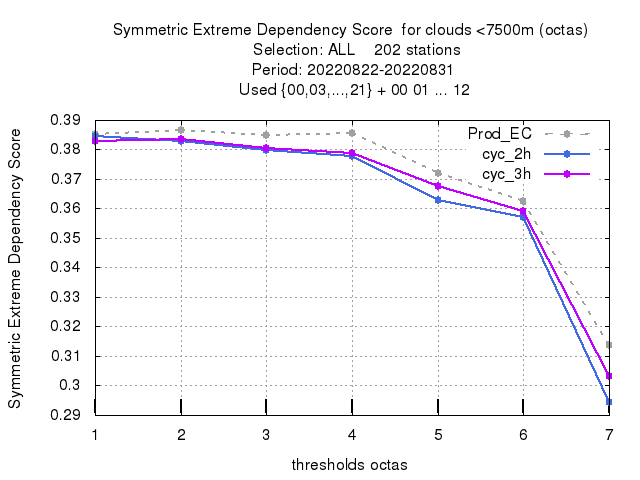 Symmetric Extreme Dependency Score for clouds <7500m (octas)
Selection: ALL 202 stations
Period: 20220822-20220831
Used {00,03,...,21} + 00 01 ... 12
Symmetric Extreme Dependency Score
0.39
0.38
0.37
0.36
0.35
0.34
0.33
0.32
0.31
0.3
0.29
Prod_EC
cyc_2h
cyc_3h
1 2 3 4 5 6 7
thresholds octas